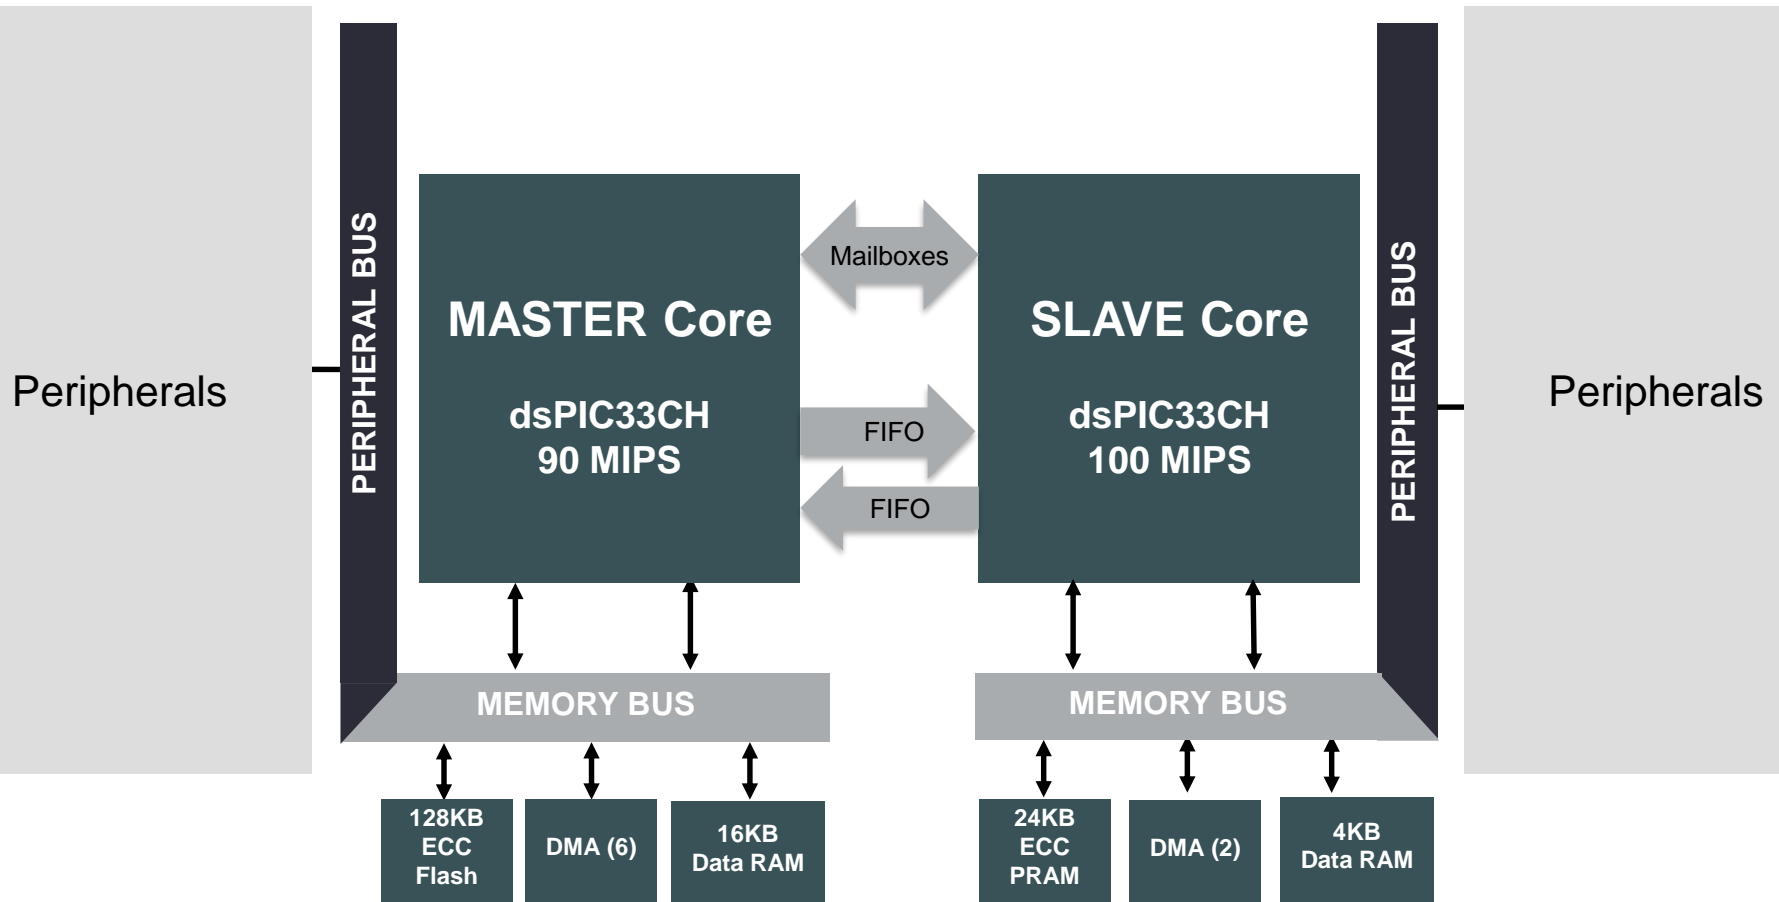 Peripherals
PERIPHERAL BUS
MASTER Core
dsPIC33CH
90 MIPS
Mailboxes
FIFO
FIFO
SLAVE Core
dsPIC33CH
100 MIPS
PERIPHERAL BUS
Peripherals
MEMORY BUS
MEMORY BUS
128KB
ECC
Flash
DMA (6)
16KB
Data RAM
24KB
ECC
PRAM
DMA (2)
4KB
Data RAM